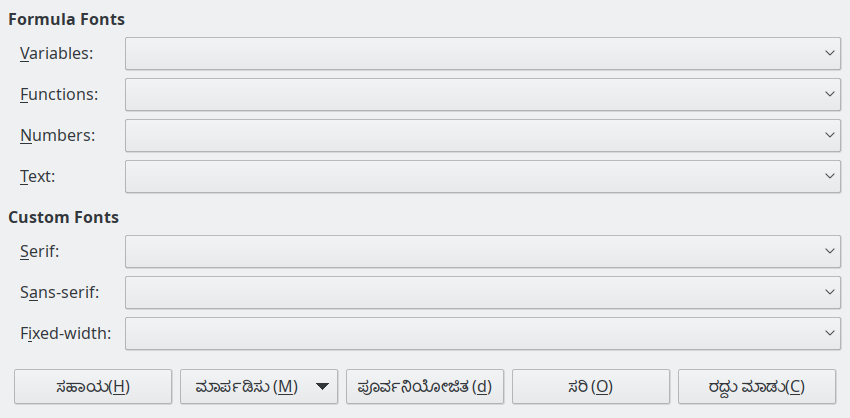 Formula Fonts
Variables:
Functions:
Numbers:
Text:
Custom Fonts
Serif:
Sans-serif:
Fixed-width:
ಸಹಾಯ(H) ಮಾರ್ಪಡಿಸು (M) ಪೂರ್ವನಿಯೋಜಿತ (d) ಸರಿ (O) ರದ್ದು ಮಾಡು(C)